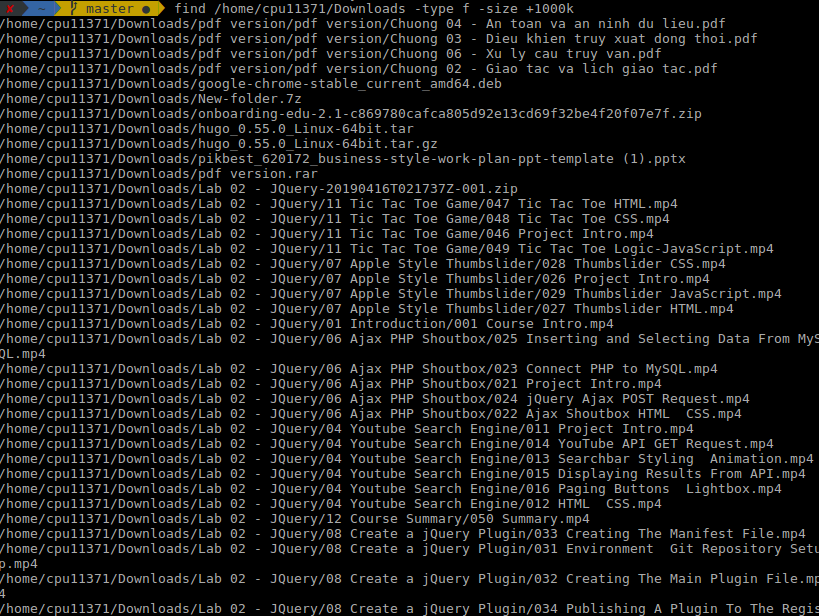 ✘ ~ master ● find /home/cpu11371/Downloads -type f -size +1000k
/home/cpu11371/Downloads/pdf version/pdf version/Chuong 04 - An toan va an ninh du lieu.pdf
/home/cpu11371/Downloads/pdf version/pdf version/Chuong 03 - Dieu khien truy xuat dong thoi.pdf
/home/cpu11371/Downloads/pdf version/pdf version/Chuong 06 - Xu ly cau truy van.pdf
/home/cpu11371/Downloads/pdf version/pdf version/Chuong 02 - Giao tac va lich giao tac.pdf
/home/cpu11371/Downloads/google-chrome-stable_current_amd64.deb
/home/cpu11371/Downloads/New-folder.7z
/home/cpu11371/Downloads/onboarding-edu-2.1-c869780cafca805d92e13cd69f32be4f20f07e7f.zip
/home/cpu11371/Downloads/hugo_0.55.0_Linux-64bit.tar
/home/cpu11371/Downloads/hugo_0.55.0_Linux-64bit.tar.gz
/home/cpu11371/Downloads/pikbest_620172_business-style-work-plan-ppt-template (1).pptx
/home/cpu11371/Downloads/pdf version.rar
/home/cpu11371/Downloads/Lab 02 - JQuery-20190416T021737Z-001.zip
/home/cpu11371/Downloads/Lab 02 - JQuery/11 Tic Tac Toe Game/047 Tic Tac Toe HTML.mp4
/home/cpu11371/Downloads/Lab 02 - JQuery/11 Tic Tac Toe Game/048 Tic Tac Toe CSS.mp4
/home/cpu11371/Downloads/Lab 02 - JQuery/11 Tic Tac Toe Game/046 Project Intro.mp4
/home/cpu11371/Downloads/Lab 02 - JQuery/11 Tic Tac Toe Game/049 Tic Tac Toe Logic-JavaScript.mp4
/home/cpu11371/Downloads/Lab 02 - JQuery/07 Apple Style Thumbslider/028 Thumbslider CSS.mp4
/home/cpu11371/Downloads/Lab 02 - JQuery/07 Apple Style Thumbslider/026 Project Intro.mp4
/home/cpu11371/Downloads/Lab 02 - JQuery/07 Apple Style Thumbslider/029 Thumbslider JavaScript.mp4
/home/cpu11371/Downloads/Lab 02 - JQuery/07 Apple Style Thumbslider/027 Thumbslider HTML.mp4
/home/cpu11371/Downloads/Lab 02 - JQuery/01 Introduction/001 Course Intro.mp4
/home/cpu11371/Downloads/Lab 02 - JQuery/06 Ajax PHP Shoutbox/025 Inserting and Selecting Data From MyS
QL.mp4
/home/cpu11371/Downloads/Lab 02 - JQuery/06 Ajax PHP Shoutbox/023 Connect PHP to MySQL.mp4
/home/cpu11371/Downloads/Lab 02 - JQuery/06 Ajax PHP Shoutbox/021 Project Intro.mp4
/home/cpu11371/Downloads/Lab 02 - JQuery/06 Ajax PHP Shoutbox/024 jQuery Ajax POST Request.mp4
/home/cpu11371/Downloads/Lab 02 - JQuery/06 Ajax PHP Shoutbox/022 Ajax Shoutbox HTML  CSS.mp4
/home/cpu11371/Downloads/Lab 02 - JQuery/04 Youtube Search Engine/011 Project Intro.mp4
/home/cpu11371/Downloads/Lab 02 - JQuery/04 Youtube Search Engine/014 YouTube API GET Request.mp4
/home/cpu11371/Downloads/Lab 02 - JQuery/04 Youtube Search Engine/013 Searchbar Styling  Animation.mp4
/home/cpu11371/Downloads/Lab 02 - JQuery/04 Youtube Search Engine/015 Displaying Results From API.mp4
/home/cpu11371/Downloads/Lab 02 - JQuery/04 Youtube Search Engine/016 Paging Buttons  Lightbox.mp4
/home/cpu11371/Downloads/Lab 02 - JQuery/04 Youtube Search Engine/012 HTML  CSS.mp4
/home/cpu11371/Downloads/Lab 02 - JQuery/12 Course Summary/050 Summary.mp4
/home/cpu11371/Downloads/Lab 02 - JQuery/08 Create a jQuery Plugin/033 Creating The Manifest File.mp4
/home/cpu11371/Downloads/Lab 02 - JQuery/08 Create a jQuery Plugin/031 Environment  Git Repository Setu
p.mp4
/home/cpu11371/Downloads/Lab 02 - JQuery/08 Create a jQuery Plugin/032 Creating The Main Plugin File.mp
4
/home/cpu11371/Downloads/Lab 02 - JQuery/08 Create a jQuery Plugin/034 Publishing A Plugin To The Regis